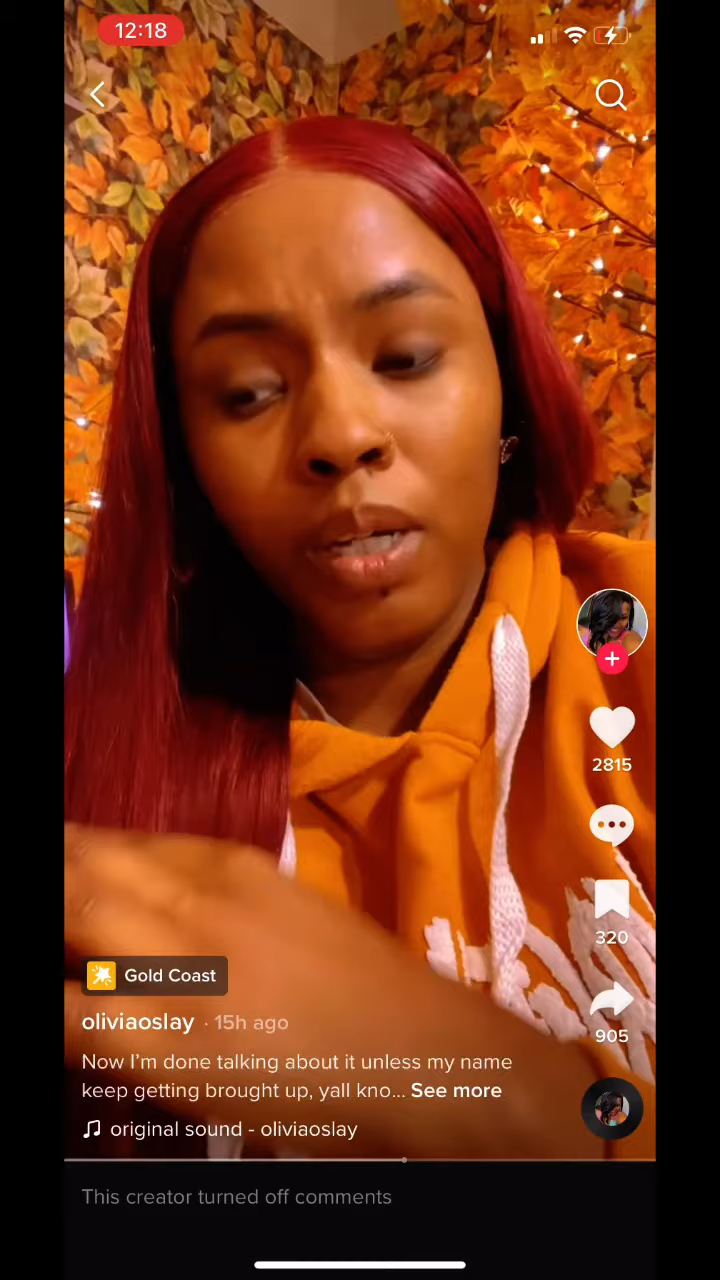 12:18
2815
320
905
Gold Coast
oliviaoslay · 15h ago
Now I'm done talking about it unless my name
keep getting brought up, yall kno... See more
original sound - oliviaoslay
This creator turned off comments